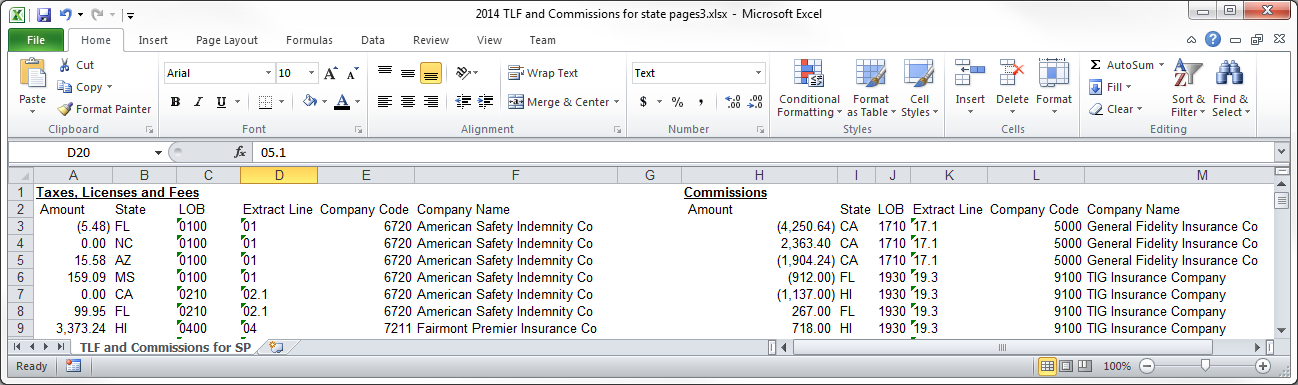 2014 TLF and Commissions for state pages3.xlsx - Microsoft Excel
File Home Insert Page Layout Formulas Data Review View Team
Paste
Cut
Copy
Format Painter
Clipboard
Arial 10
B I U
Font
Wrap Text
Merge & Center
Alignment
Text
$ % ,
Number
Conditional Formatting
Format as Table
Cell Styles
Styles
Insert Delete Format
Cells
AutoSum
Fill
Clear
Sort & Filter
Find & Select
Editing
D20 fx 05.1
A B C D E F G H I J K L M
1 Taxes, Licenses and Fees Commissions
2 Amount State LOB Extract Line Company Code Company Name Amount State LOB Extract Line Company Code Company Name
3 (5.48) FL 0100 01 6720 American Safety Indemnity Co (4,250.64) CA 1710 17.1 5000 General Fidelity Insurance Co
4 0.00 NC 0100 01 6720 American Safety Indemnity Co 2,363.40 CA 1710 17.1 5000 General Fidelity Insurance Co
5 15.58 AZ 0100 01 6720 American Safety Indemnity Co (1,904.24) CA 1710 17.1 5000 General Fidelity Insurance Co
6 159.09 MS 0100 01 6720 American Safety Indemnity Co (912.00) FL 1930 19.3 9100 TIG Insurance Company
7 0.00 CA 0210 02.1 6720 American Safety Indemnity Co (1,137.00) HI 1930 19.3 9100 TIG Insurance Company
8 99.95 FL 0210 02.1 6720 American Safety Indemnity Co 267.00 FL 1930 19.3 9100 TIG Insurance Company
9 3,373.24 HI 0400 04 7211 Fairmont Premier Insurance Co 718.00 HI 1930 19.3 9100 TIG Insurance Company
TLF and Commissions for SP
Ready 100%